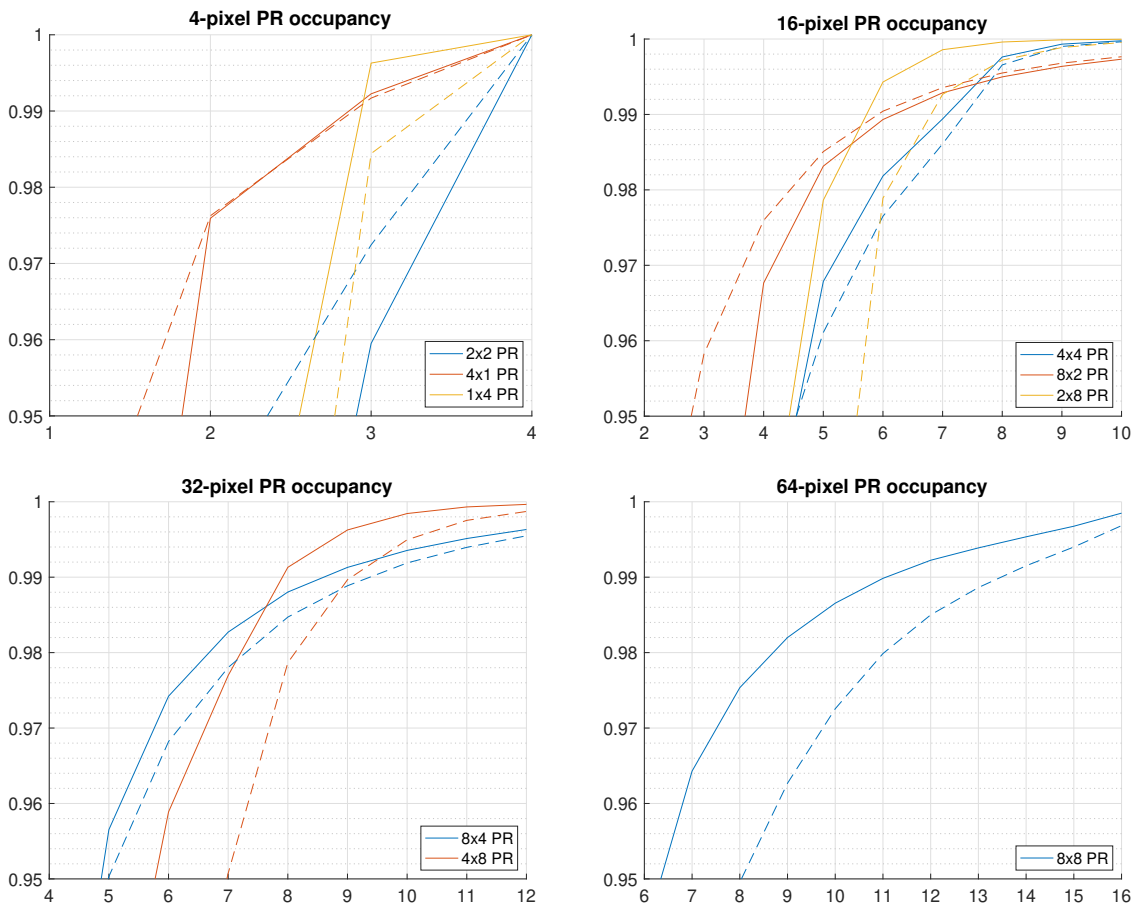 4-pixel PR occupancy
1
0.99
0.98
0.97
0.96
0.95
1 2 3 4
2x2 PR
4x1 PR
1x4 PR
16-pixel PR occupancy
1
0.99
0.98
0.97
0.96
0.95
2 3 4 5 6 7 8 9 10
4x4 PR
8x2 PR
2x8 PR
32-pixel PR occupancy
1
0.99
0.98
0.97
0.96
0.95
4 5 6 7 8 9 10 11 12
8x4 PR
4x8 PR
64-pixel PR occupancy
1
0.99
0.98
0.97
0.96
0.95
6 7 8 9 10 11 12 13 14 15 16
8x8 PR